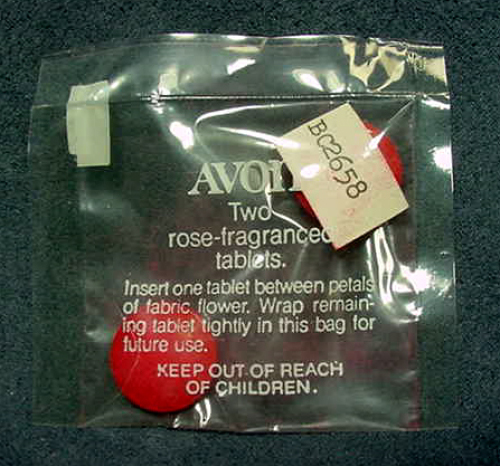 AVON
BC2658
Two
rose-fragranced
tablets.
Insert one tablet between petals
of fabric flower. Wrap remain-
ing tablet tightly in this bag for
future use.
KEEP OUT OF REACH
OF CHILDREN.